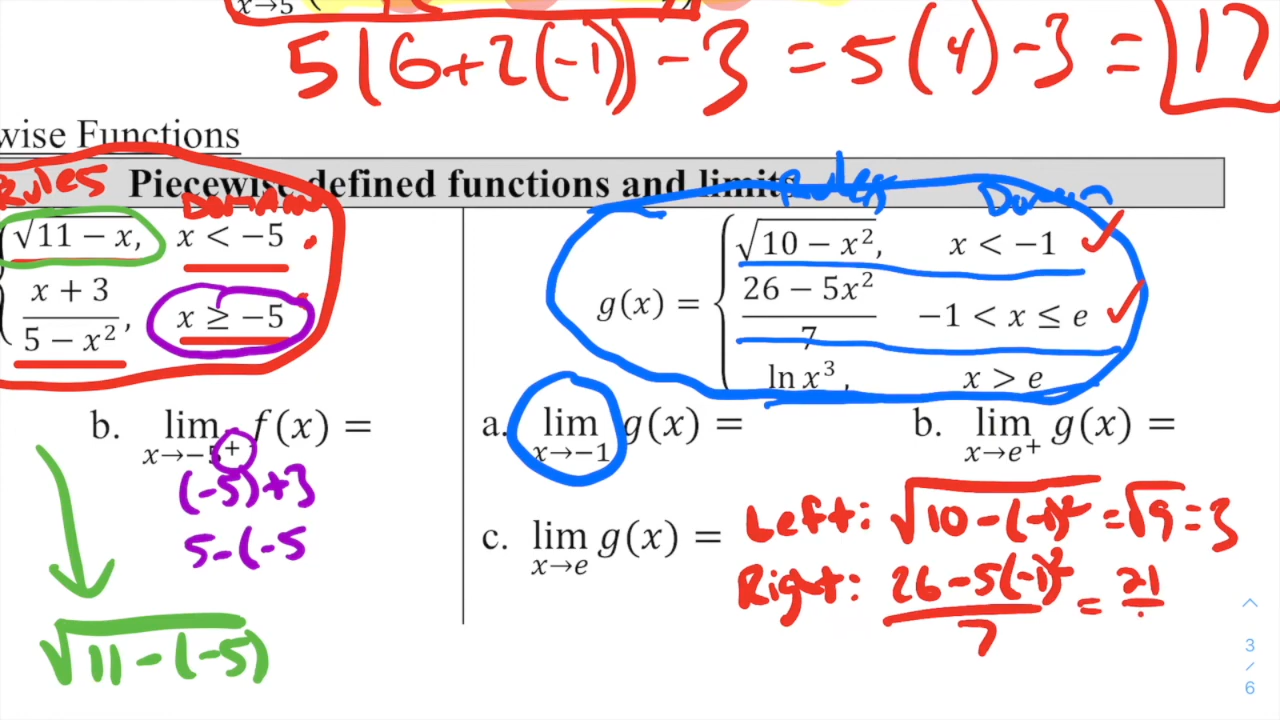 x→5
5(6+2(-1))-3 = 5(4)-3 = 17
wise Functions
Rules Piecewise defined functions and limits
Domain
√11 − x, x < −5
x + 3
5 − x², x ≥ −5
b. lim f(x) =
x→−5⁺
(-5)+3
5-(-5
√11-(-5)
Rules Domain
g(x) =
√10 − x², x < −1
26 − 5x²
7 −1 < x ≤ e
ln x³, x > e
a. lim g(x) = b. lim g(x) =
x→−1 x→e⁺
c. lim g(x) =
x→e
Left: √10-(-1)² = √9 = 3
Right: 26-5(-1)² = 21
7
3
/
6